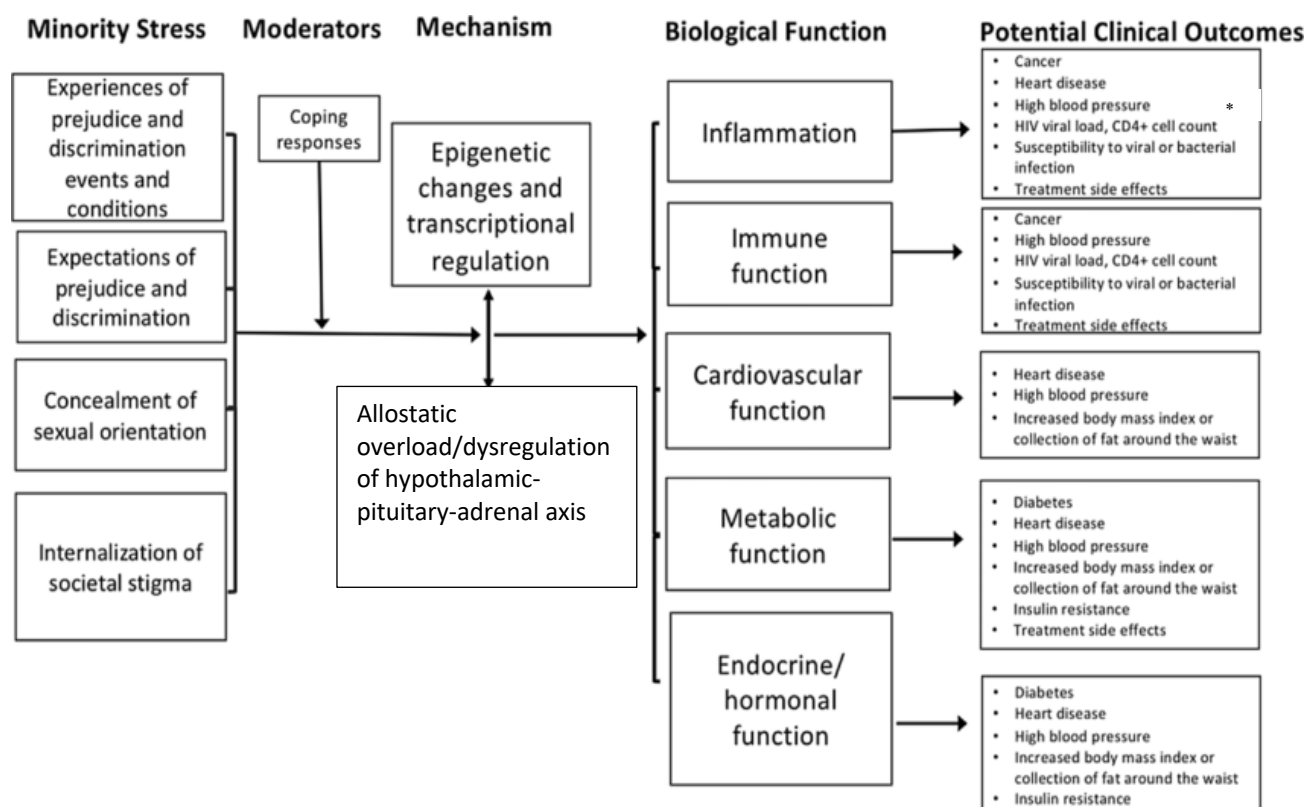 Minority Stress
Moderators
Mechanism
Biological Function
Potential Clinical Outcomes
Experiences of
prejudice and
discrimination
events and
conditions
Expectations of
prejudice and
discrimination
Concealment of
sexual orientation
Internalization of
societal stigma
Coping
responses
Epigenetic
changes and
transcriptional
regulation
Allostatic
overload/dysregulation
of hypothalamic-
pituitary-adrenal axis
Inflammation
Immune
function
Cardiovascular
function
Metabolic
function
Endocrine/
hormonal
function
• Cancer
• Heart disease
• High blood pressure *
• HIV viral load, CD4+ cell count
• Susceptibility to viral or bacterial
infection
• Treatment side effects
• Cancer
• High blood pressure
• HIV viral load, CD4+ cell count
• Susceptibility to viral or bacterial
infection
• Treatment side effects
• Heart disease
• High blood pressure
• Increased body mass index or
collection of fat around the waist
• Diabetes
• Heart disease
• High blood pressure
• Increased body mass index or
collection of fat around the waist
• Insulin resistance
• Treatment side effects
• Diabetes
• Heart disease
• High blood pressure
• Increased body mass index or
collection of fat around the waist
• Insulin resistance